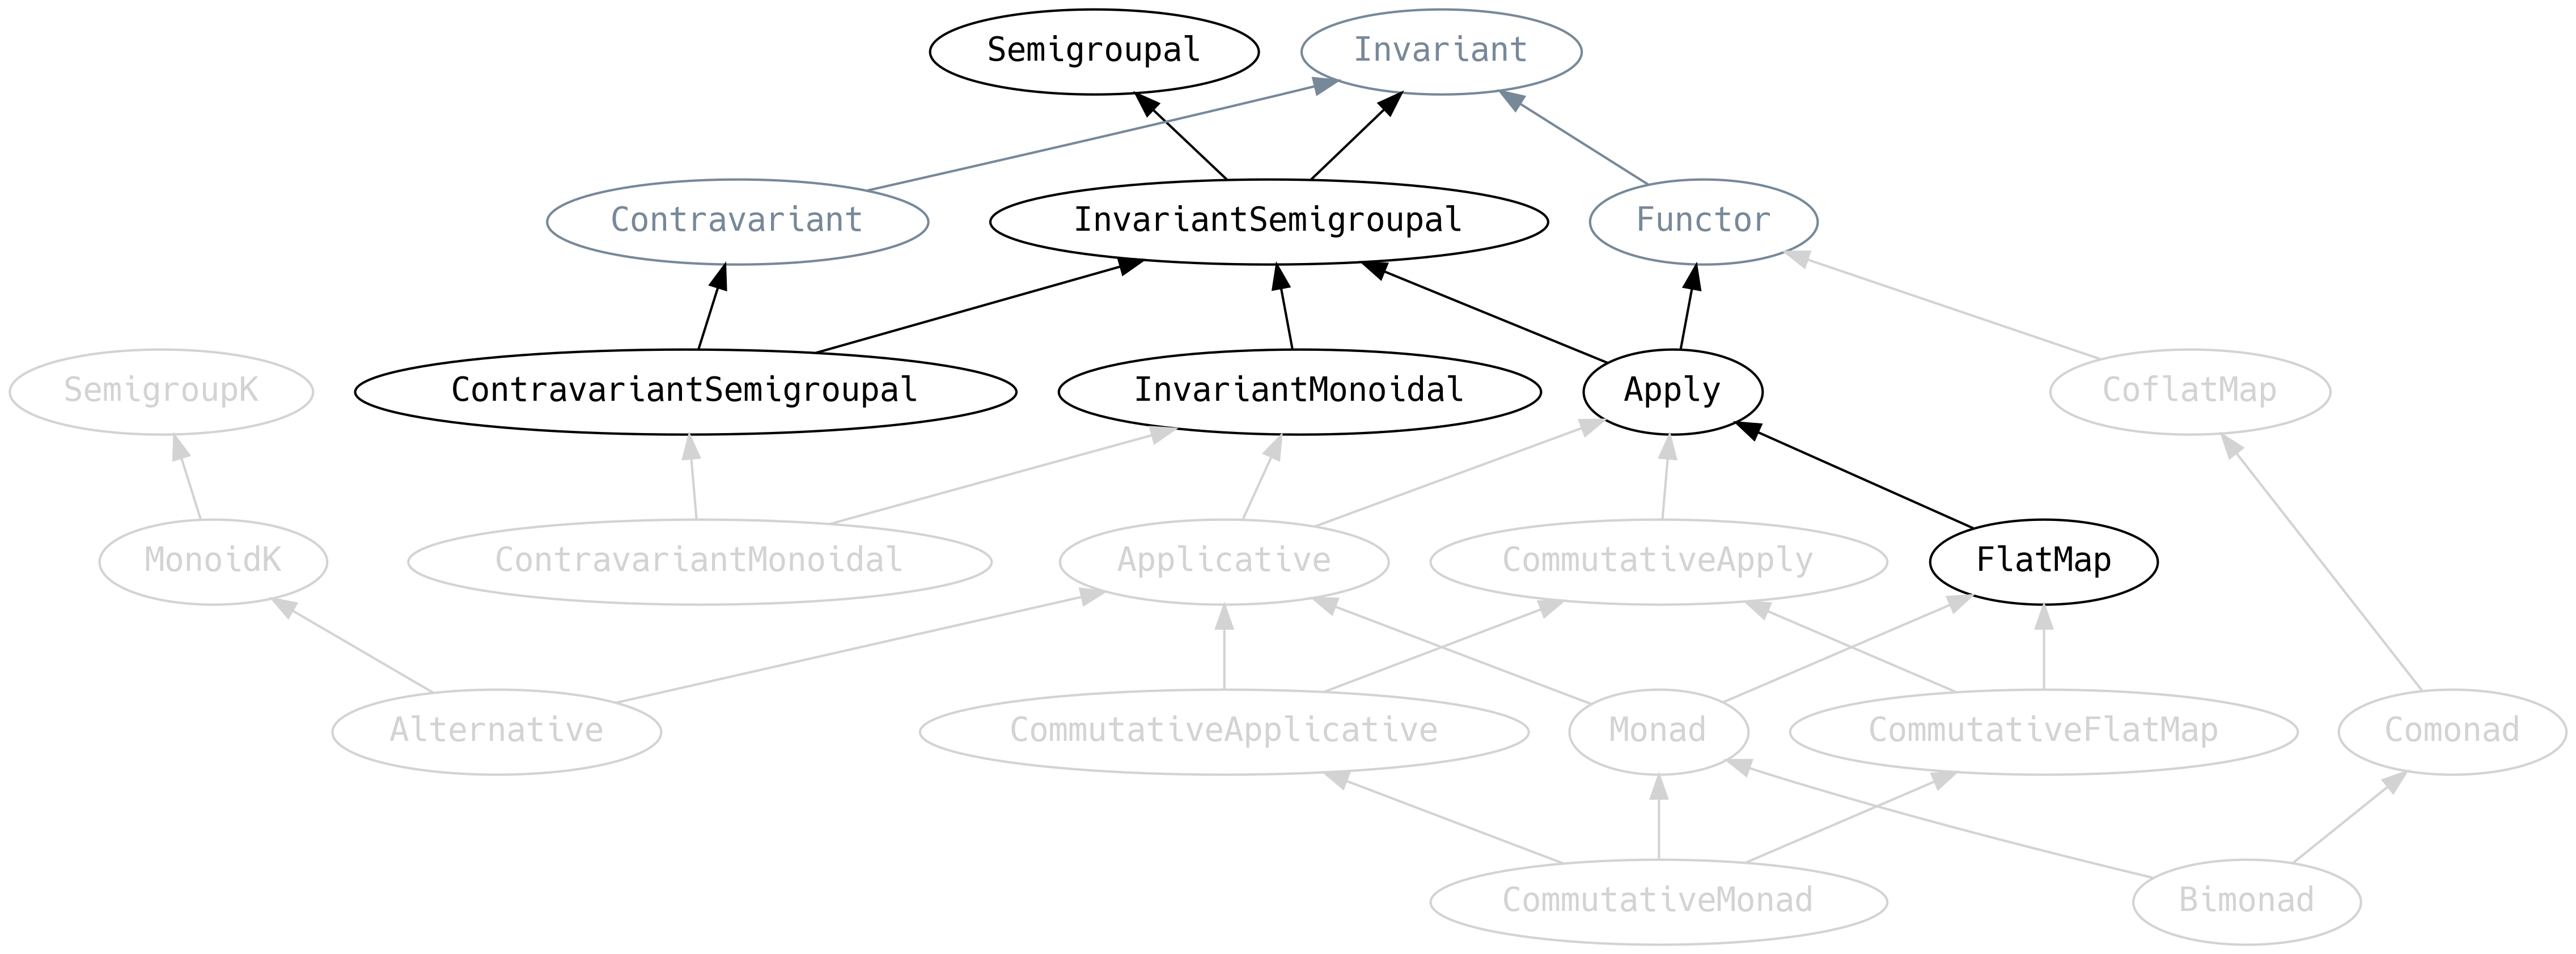 Semigroupal
Invariant
Contravariant
InvariantSemigroupal
Functor
SemigroupK
ContravariantSemigroupal
InvariantMonoidal
Apply
CoflatMap
MonoidK
ContravariantMonoidal
Applicative
CommutativeApply
FlatMap
Alternative
CommutativeApplicative
Monad
CommutativeFlatMap
Comonad
CommutativeMonad
Bimonad